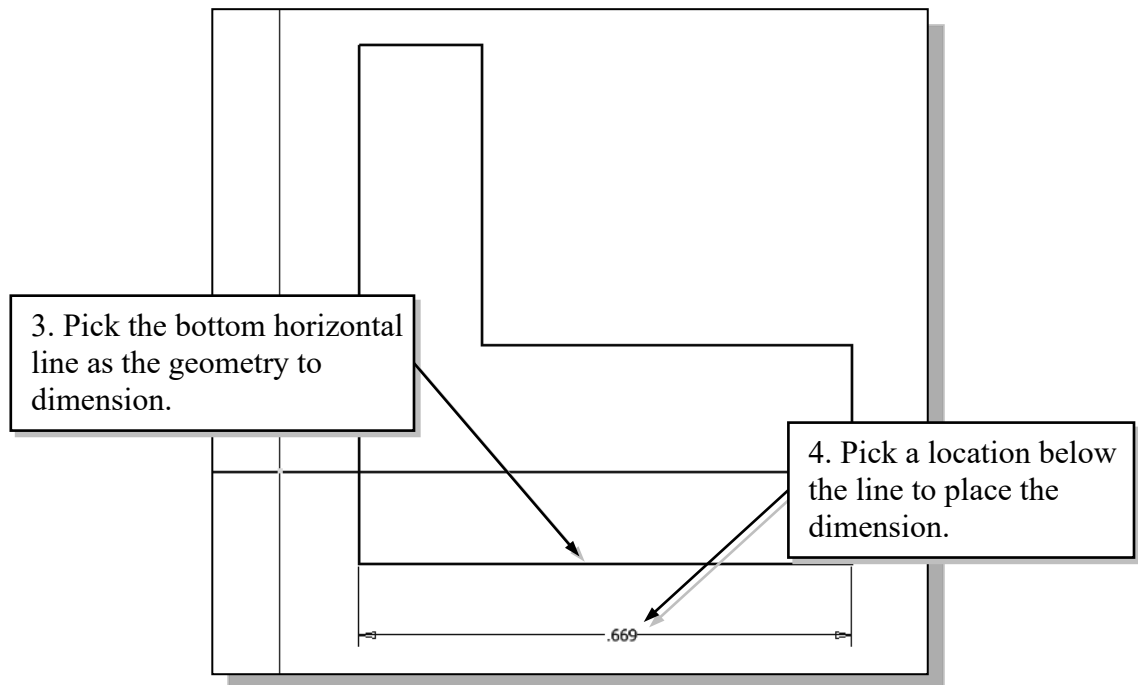 3. Pick the bottom horizontal
line as the geometry to
dimension.
4. Pick a location below
the line to place the
dimension.
.669